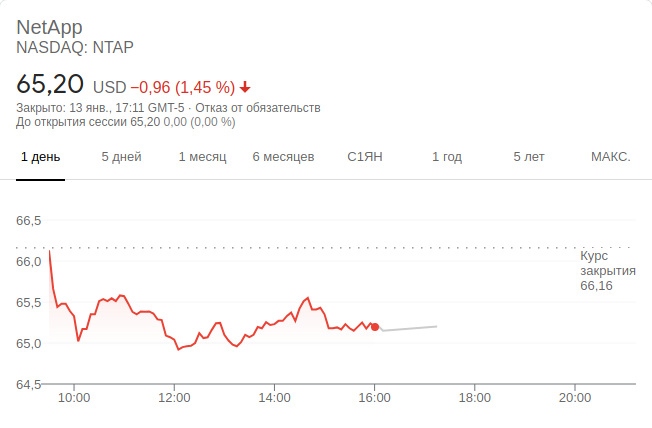 NetApp
NASDAQ: NTAP
65,20 USD −0,96 (1,45 %)
Закрыто: 13 янв., 17:11 GMT-5 · Отказ от обязательств
До открытия сессии 65,20 0,00 (0,00 %)
1 день 5 дней 1 месяц 6 месяцев С1ЯН 1 год 5 лет МАКС.
66,5
66,0
65,5
65,0
64,5
Курс
закрытия
66,16
10:00 12:00 14:00 16:00 18:00 20:00